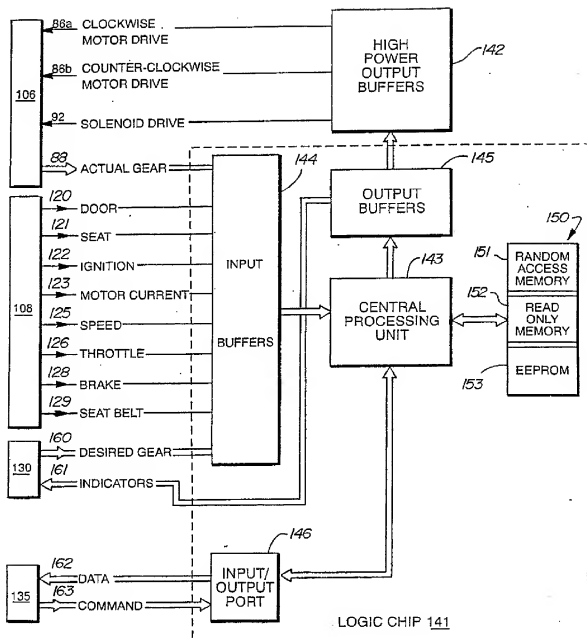 86a CLOCKWISE
MOTOR DRIVE
86b COUNTER-CLOCKWISE
MOTOR DRIVE
92 SOLENOID DRIVE
106
HIGH
POWER
OUTPUT
BUFFERS
142
88 ACTUAL GEAR
144
145
OUTPUT
BUFFERS
120 DOOR
121 SEAT
122 IGNITION
123 MOTOR CURRENT
125 SPEED
126 THROTTLE
128 BRAKE
129 SEAT BELT
108
INPUT
BUFFERS
143
CENTRAL
PROCESSING
UNIT
150
151
RANDOM
ACCESS
MEMORY
152
READ
ONLY
MEMORY
153
EEPROM
160 DESIRED GEAR
161 INDICATORS
130
146
INPUT/
OUTPUT
PORT
162 DATA
163 COMMAND
135
LOGIC CHIP 141